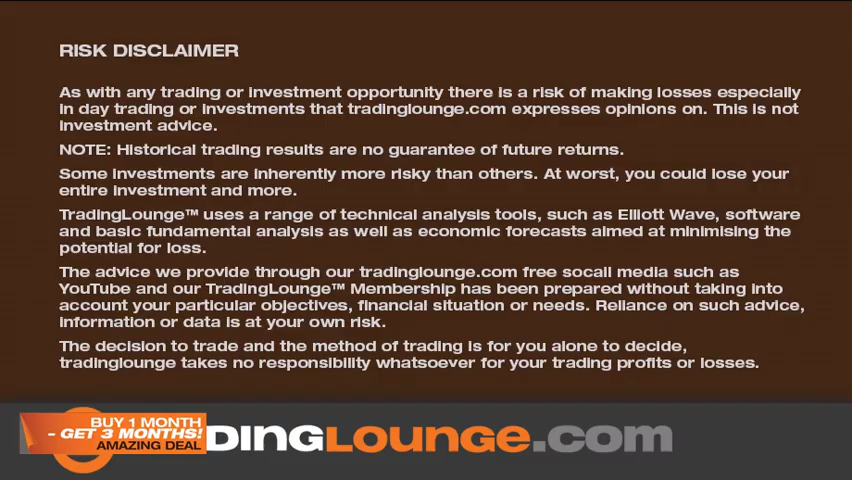 RISK DISCLAIMER
As with any trading or investment opportunity there is a risk of making losses especially
in day trading or investments that tradinglounge.com expresses opinions on. This is not
investment advice.
NOTE: Historical trading results are no guarantee of future returns.
Some investments are inherently more risky than others. At worst, you could lose your
entire investment and more.
TradingLounge™ uses a range of technical analysis tools, such as Elliott Wave, software
and basic fundamental analysis as well as economic forecasts aimed at minimising the
potential for loss.
The advice we provide through our tradinglounge.com free socail media such as
YouTube and our TradingLounge™ Membership has been prepared without taking into
account your particular objectives, financial situation or needs. Reliance on such advice,
information or data is at your own risk.
The decision to trade and the method of trading is for you alone to decide,
tradinglounge takes no responsibility whatsoever for your trading profits or losses.
BUY 1 MONTH
- GET 3 MONTHS!
AMAZING DEAL
DINGLOUNGE.com